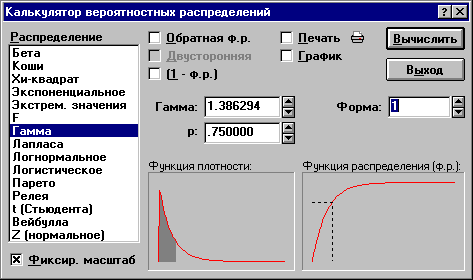 Калькулятор вероятностных распределений
Распределение
Бета
Коши
Хи-квадрат
Экспоненциальное
Экстрем. значения
F
Гамма
Лапласа
Логнормальное
Логистическое
Парето
Релея
t (Стьюдента)
Вейбулла
Z (нормальное)
Фиксир. масштаб
Обратная ф.р.
Двусторонняя
(1 - ф.р.)
Печать
График
Вычислить
Выход
Гамма: 1.386294
Форма: 1
p: .750000
Функция плотности:
Функция распределения (ф.р.):